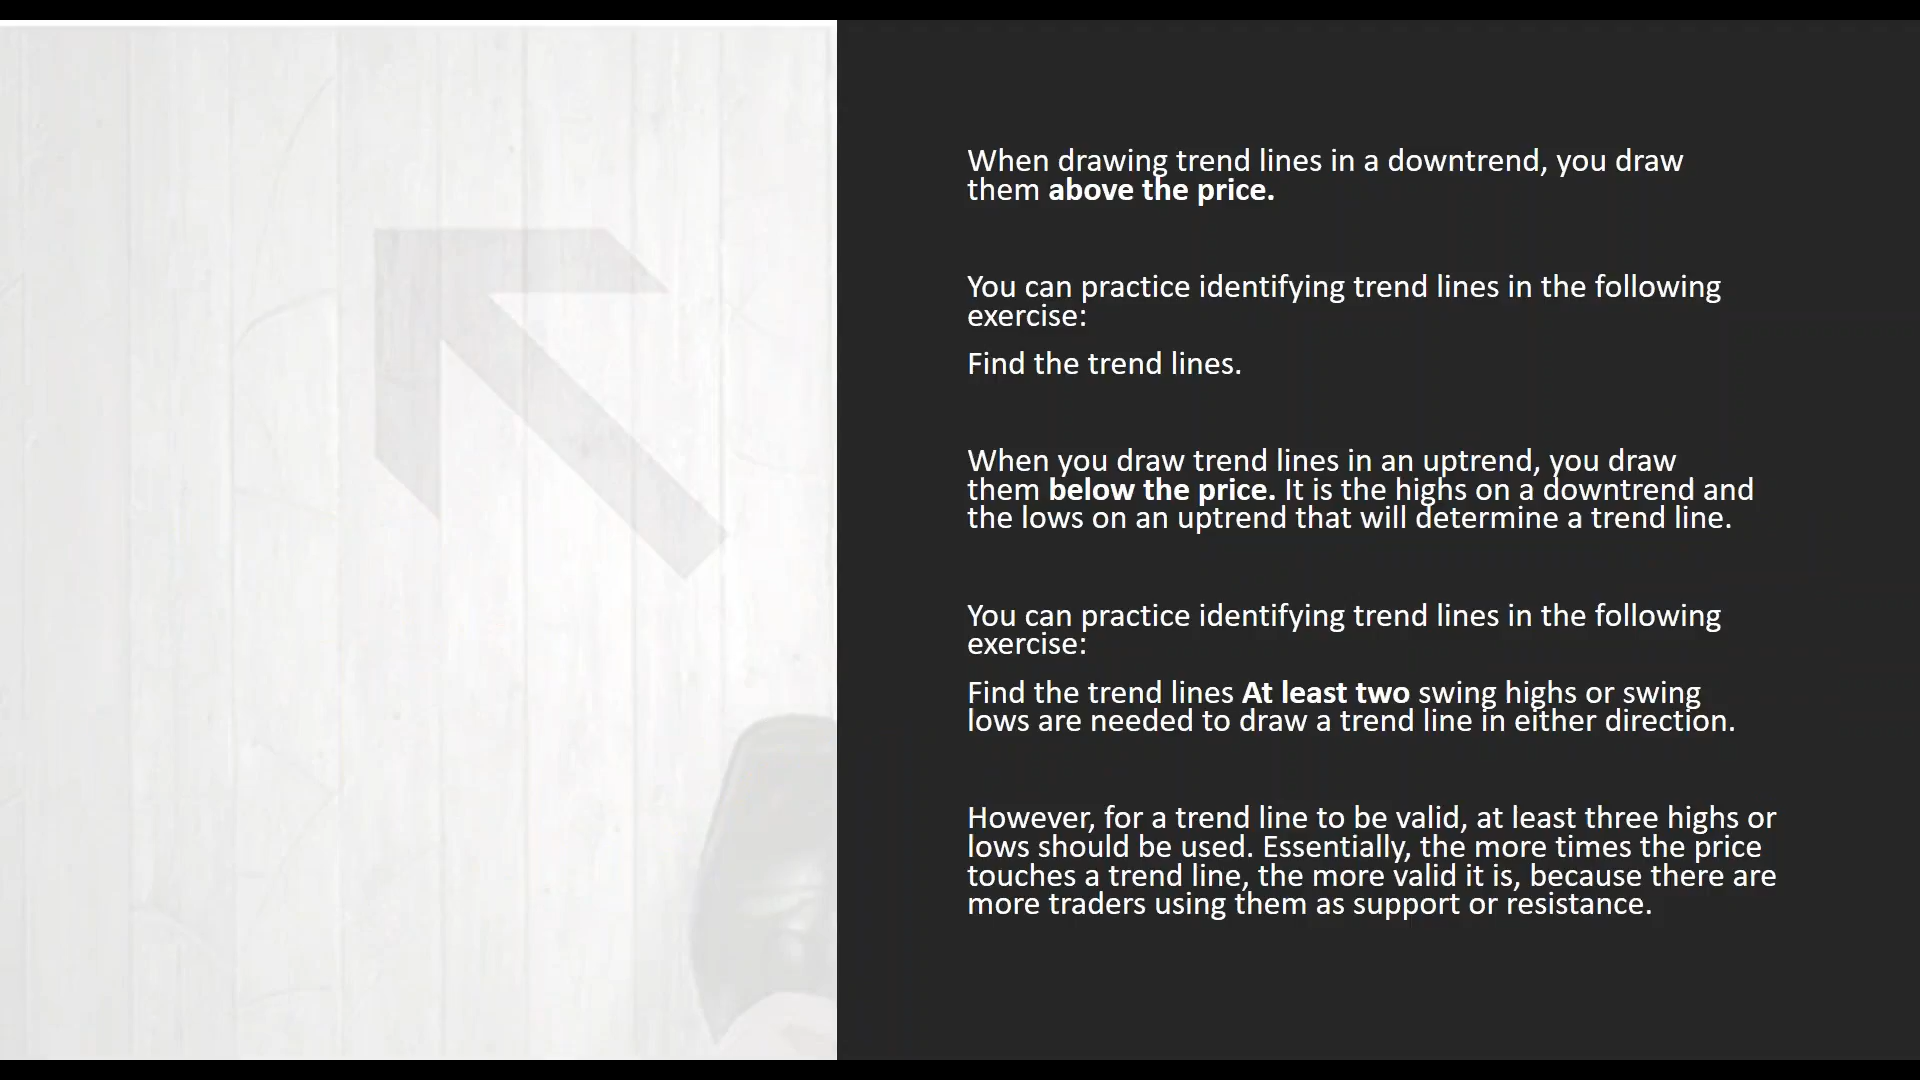 When drawing trend lines in a downtrend, you draw
them above the price.
You can practice identifying trend lines in the following
exercise:
Find the trend lines.
When you draw trend lines in an uptrend, you draw
them below the price. It is the highs on a downtrend and
the lows on an uptrend that will determine a trend line.
You can practice identifying trend lines in the following
exercise:
Find the trend lines At least two swing highs or swing
lows are needed to draw a trend line in either direction.
However, for a trend line to be valid, at least three highs or
lows should be used. Essentially, the more times the price
touches a trend line, the more valid it is, because there are
more traders using them as support or resistance.